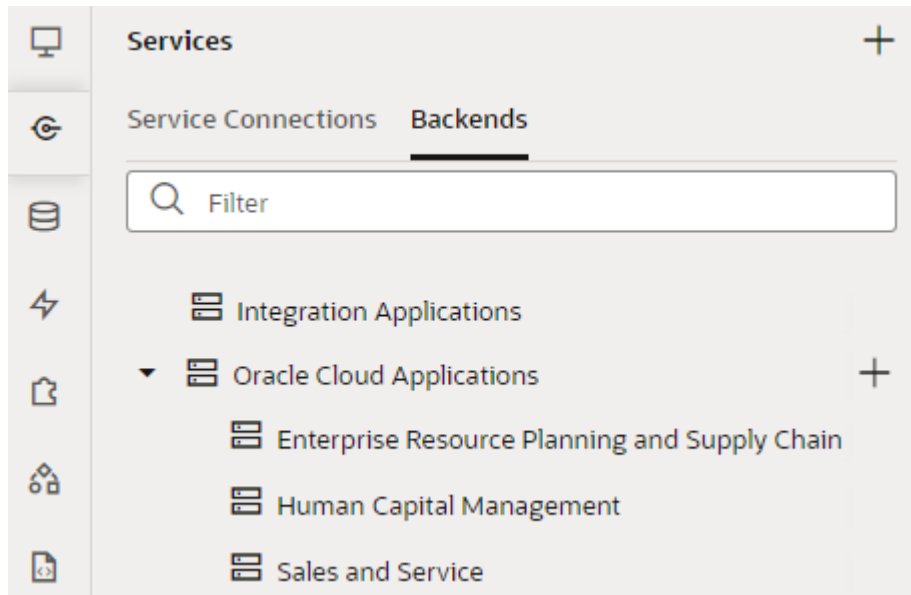 Services
Service Connections Backends
Filter
Integration Applications
Oracle Cloud Applications
Enterprise Resource Planning and Supply Chain
Human Capital Management
Sales and Service